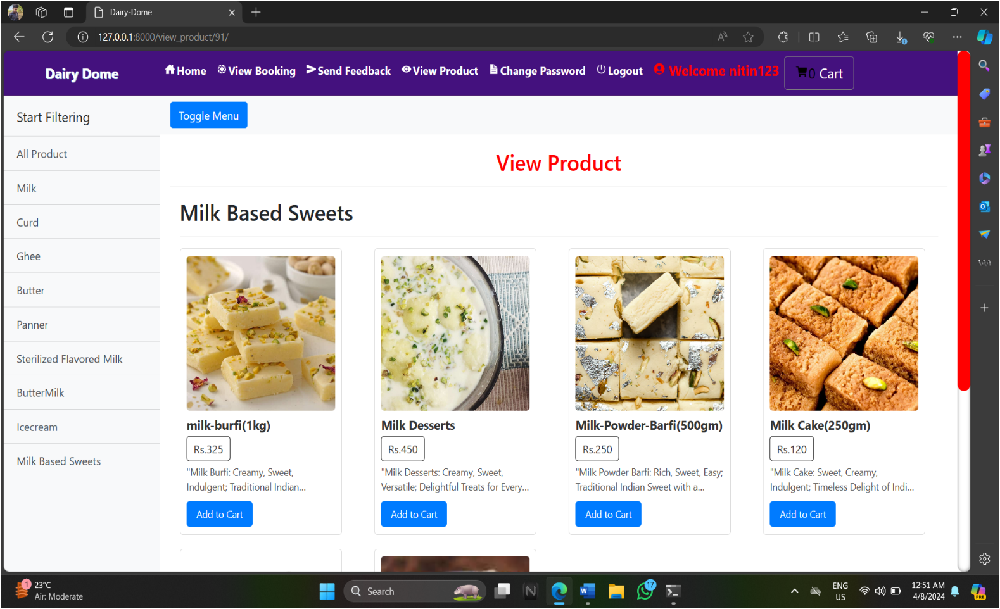 Dairy-Dome
127.0.0.1:8000/view_product/91/
Dairy Dome
Home
View Booking
Send Feedback
View Product
Change Password
Logout
Welcome nitin123
0 Cart
Start Filtering
All Product
Milk
Curd
Ghee
Butter
Panner
Sterilized Flavored Milk
ButterMilk
Icecream
Milk Based Sweets
Toggle Menu
View Product
Milk Based Sweets
milk-burfi(1kg)
Rs.325
"Milk Burfi: Creamy, Sweet,
Indulgent; Traditional Indian...
Add to Cart
Milk Desserts
Rs.450
"Milk Desserts: Creamy, Sweet,
Versatile; Delightful Treats for Every...
Add to Cart
Milk-Powder-Barfi(500gm)
Rs.250
"Milk Powder Barfi: Rich, Sweet, Easy;
Traditional Indian Sweet with a...
Add to Cart
Milk Cake(250gm)
Rs.120
"Milk Cake: Sweet, Creamy,
Indulgent; Timeless Delight of Indi...
Add to Cart
1
23°C
Air: Moderate
Search
17
ENG
US
12:51 AM
4/8/2024
PRE